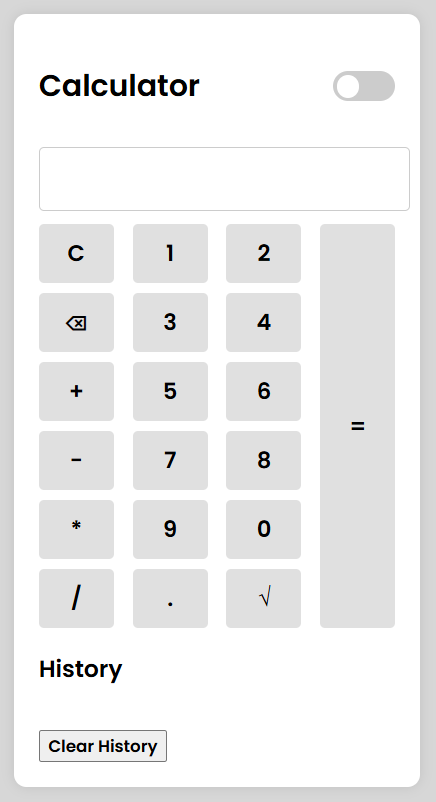 Calculator
C 1 2
⌫ 3 4
+ 5 6
=
- 7 8
* 9 0
/ . √
History
Clear History